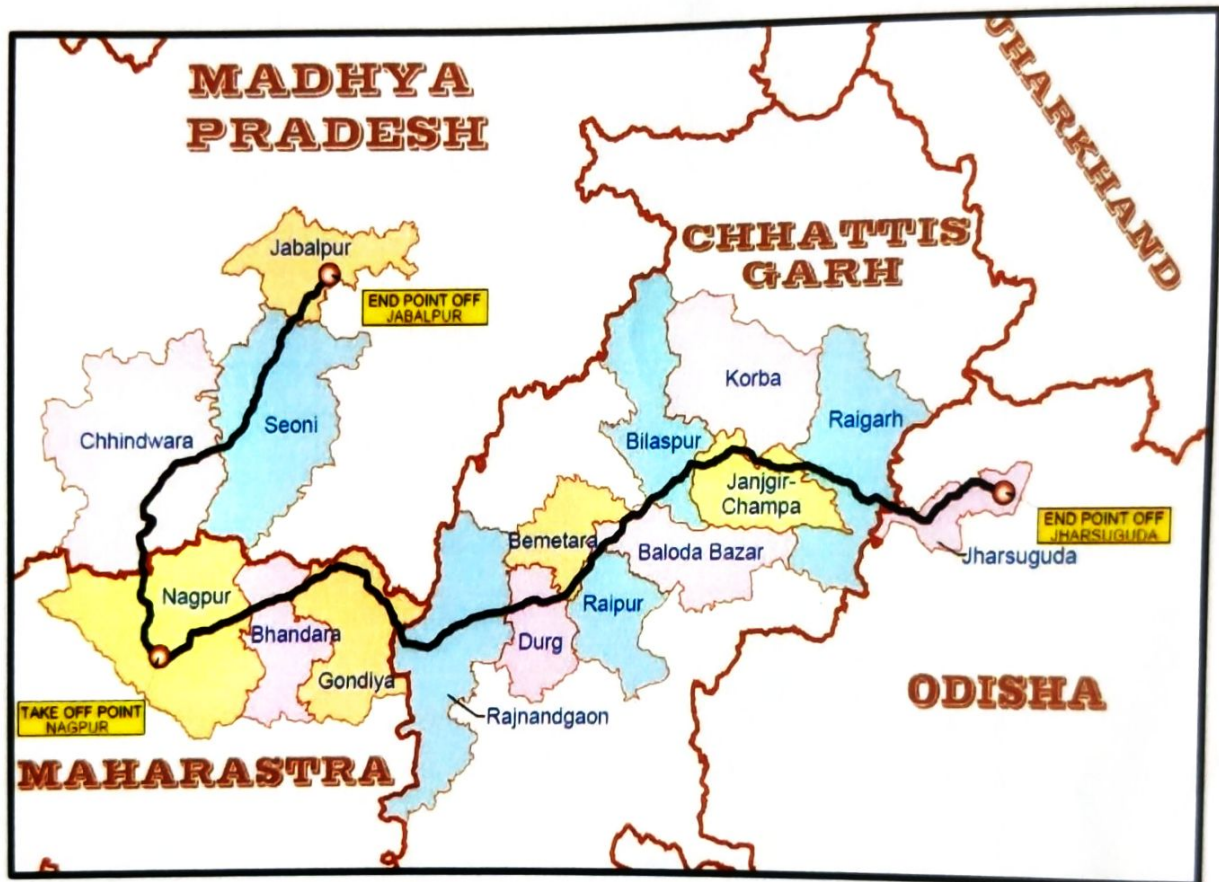 MADHYA
PRADESH
JHARKHAND
CHHATTIS
GARH
Jabalpur
END POINT OFF
JABALPUR
Korba
Chhindwara
Seoni
Bilaspur
Raigarh
Janjgir-
Champa
END POINT OFF
JHARSUGUDA
Jharsuguda
Bemetara
Baloda Bazar
Nagpur
Raipur
Bhandara
Durg
Gondiya
Rajnandgaon
TAKE OFF POINT
NAGPUR
ODISHA
MAHARASTRA